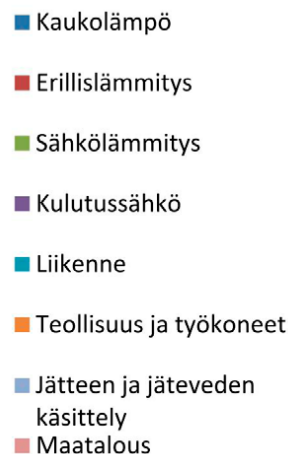 Kaukolämpö
Erillislämmitys
Sähkölämmitys
Kulutussähkö
Liikenne
Teollisuus ja työkoneet
Jätteen ja jäteveden
käsittely
Maatalous